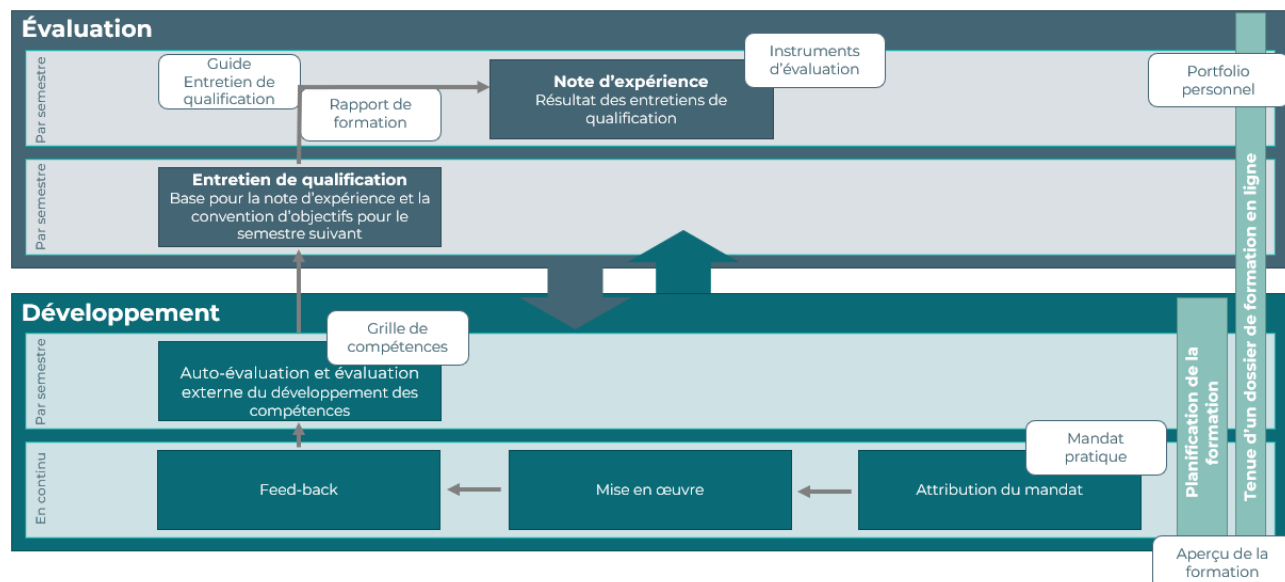 Évaluation
Par semestre
Guide
Entretien de
qualification
Rapport de
formation
Note d'expérience
Résultat des entretiens de
qualification
Instruments
d'évaluation
Portfolio
personnel
Par semestre
Entretien de qualification
Base pour la note d'expérience et la
convention d'objectifs pour le
semestre suivant
Tenue d'un dossier de formation en ligne
Développement
Par semestre
Grille de
compétences
Auto-évaluation et évaluation
externe du développement des
compétences
Planification de la
formation
En continu
Feed-back
Mise en œuvre
Attribution du mandat
Mandat
pratique
Aperçu de la
formation